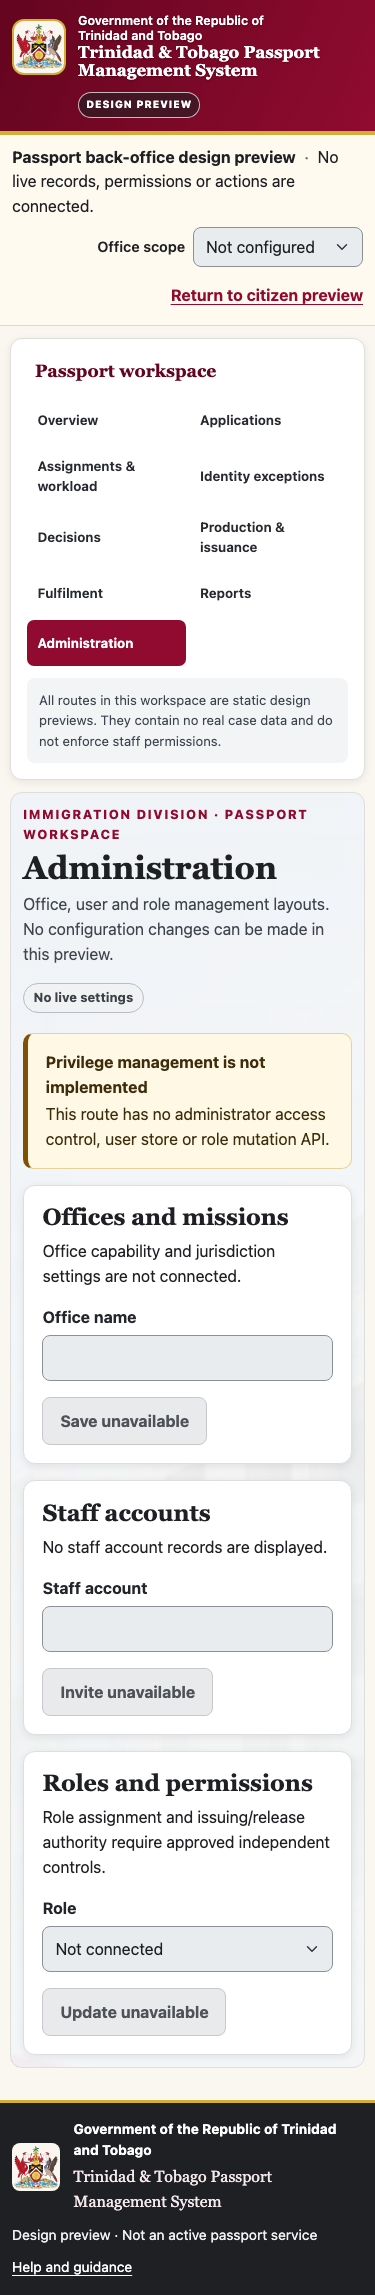 Government of the Republic of
Trinidad and Tobago
Trinidad & Tobago Passport
Management System
DESIGN PREVIEW
Passport back-office design preview · No
live records, permissions or actions are
connected.
Office scope
Not configured
Return to citizen preview
Passport workspace
Overview
Applications
Assignments &
workload
Identity exceptions
Decisions
Production &
issuance
Fulfilment
Reports
Administration
All routes in this workspace are static design
previews. They contain no real case data and do
not enforce staff permissions.
IMMIGRATION DIVISION · PASSPORT
WORKSPACE
Administration
Office, user and role management layouts.
No configuration changes can be made in
this preview.
No live settings
Privilege management is not
implemented
This route has no administrator access
control, user store or role mutation API.
Offices and missions
Office capability and jurisdiction
settings are not connected.
Office name
Save unavailable
Staff accounts
No staff account records are displayed.
Staff account
Invite unavailable
Roles and permissions
Role assignment and issuing/release
authority require approved independent
controls.
Role
Not connected
Update unavailable
Government of the Republic of Trinidad
and Tobago
Trinidad & Tobago Passport
Management System
Design preview · Not an active passport service
Help and guidance